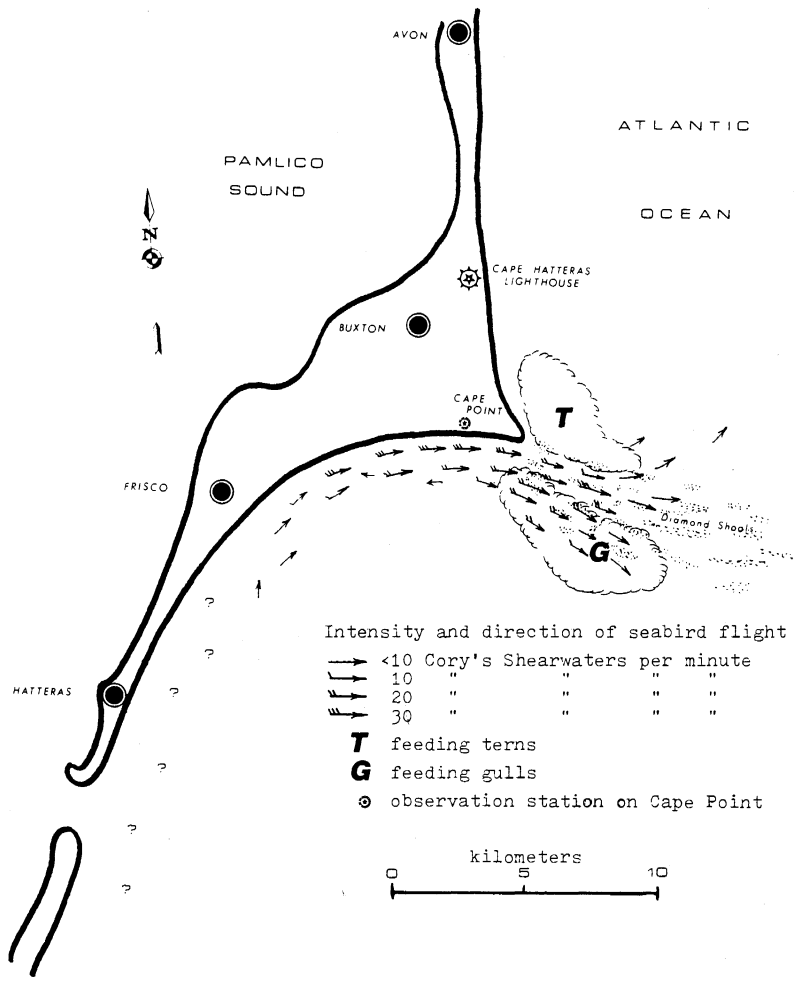 AVON
ATLANTIC
PAMLICO
SOUND
OCEAN
N
CAPE HATTERAS
LIGHTHOUSE
BUXTON
CAPE
POINT
T
FRISCO
Diamond Shoals
G
?
?
?
?
?
?
HATTERAS
Intensity and direction of seabird flight
<10 Cory's Shearwaters per minute
10 " " " "
20 " " " "
30 " " " "
T feeding terns
G feeding gulls
observation station on Cape Point
kilometers
0 5 10